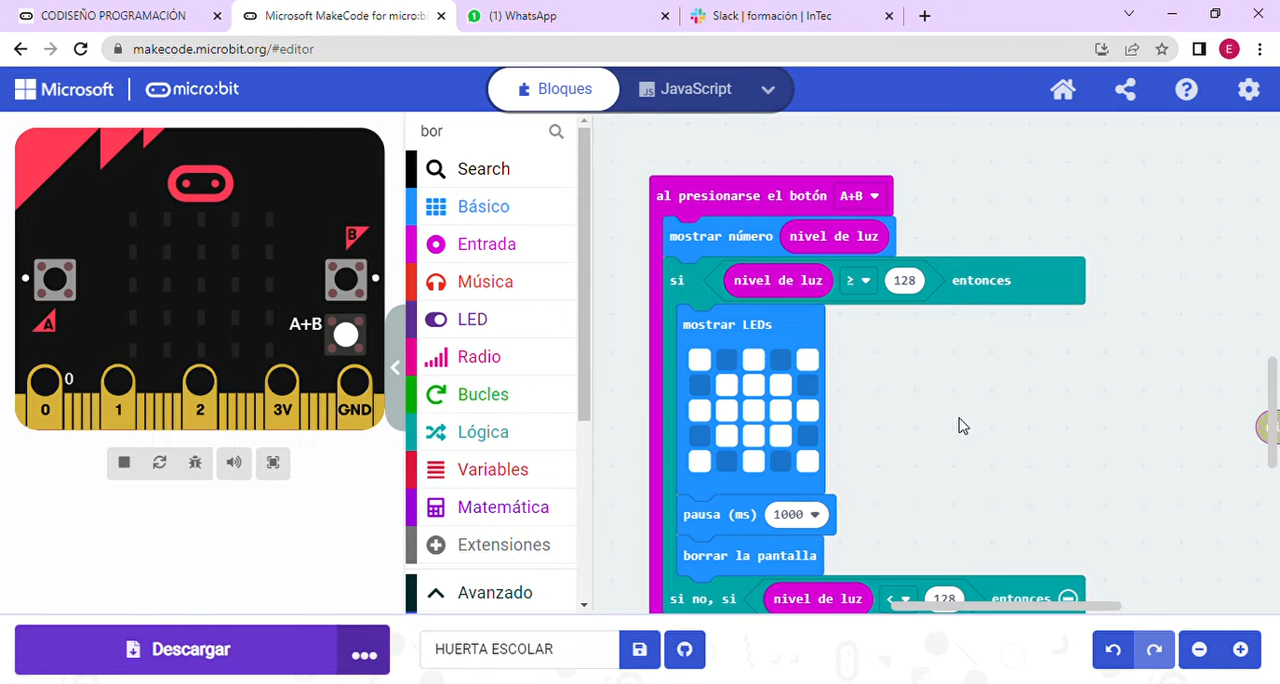 CODISEÑO PROGRAMACIÓN
Microsoft MakeCode for micro:bi
(1) WhatsApp
Slack | formación | InTec
makecode.microbit.org/#editor
E
Microsoft
micro:bit
Bloques
JS JavaScript
bor
Search
Básico
Entrada
Música
LED
Radio
Bucles
Lógica
Variables
Matemática
Extensiones
Avanzado
B
A
A+B
0
0 1 2 3V GND
al presionarse el botón A+B
mostrar número nivel de luz
si nivel de luz ≥ 128 entonces
mostrar LEDs
pausa (ms) 1000
borrar la pantalla
si no, si nivel de luz < 128 entonces
Descargar
HUERTA ESCOLAR